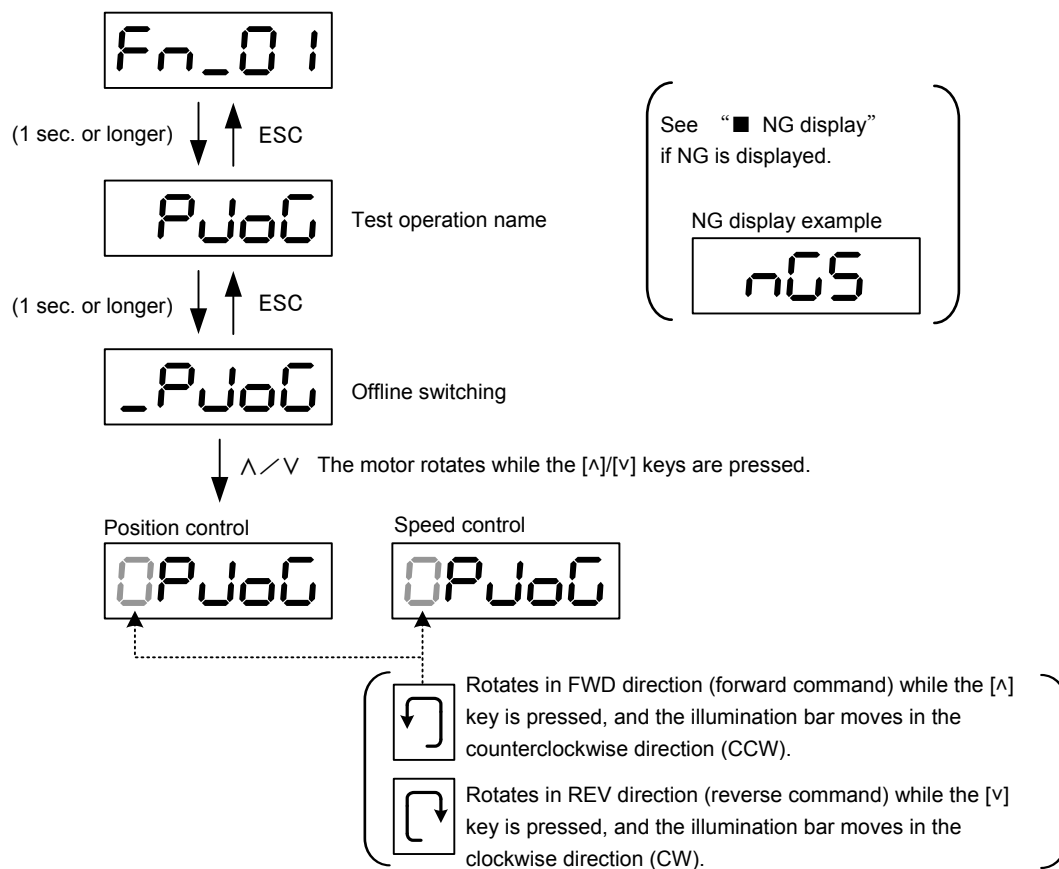 Fn_01
(1 sec. or longer)
ESC
PJoG
Test operation name
(1 sec. or longer)
ESC
_PJoG
Offline switching
∧/∨ The motor rotates while the [∧]/[∨] keys are pressed.
Position control
0PJoG
Speed control
0PJoG
Rotates in FWD direction (forward command) while the [∧]
key is pressed, and the illumination bar moves in the
counterclockwise direction (CCW).
Rotates in REV direction (reverse command) while the [∨]
key is pressed, and the illumination bar moves in the
clockwise direction (CW).
See “■ NG display”
if NG is displayed.
NG display example
nG5